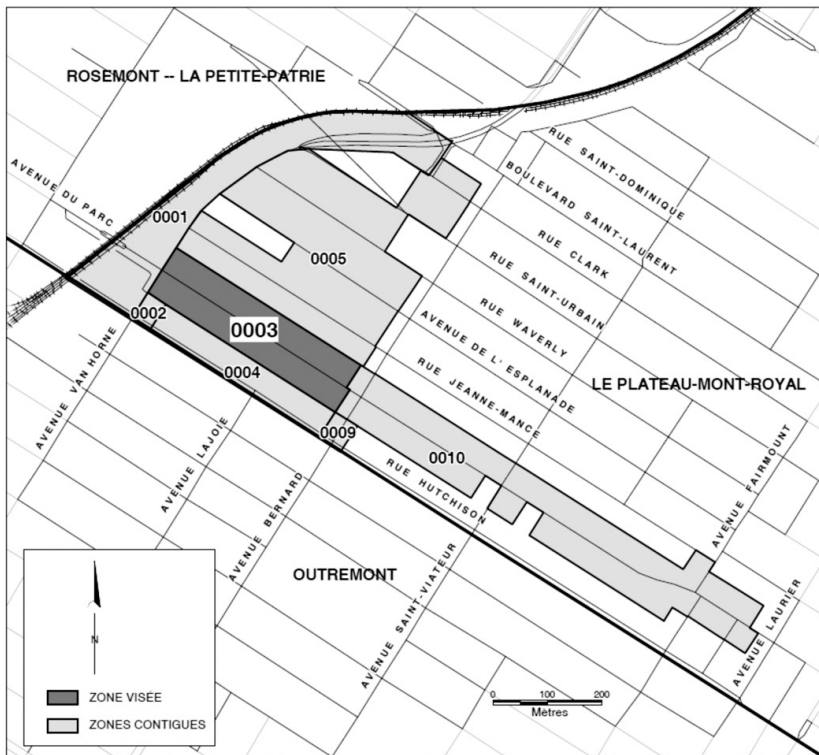 ROSEMONT -- LA PETITE-PATRIE
AVENUE DU PARC
0001
RUE SAINT-DOMINIQUE
BOULEVARD SAINT-LAURENT
RUE CLARK
RUE SAINT-URBAIN
RUE WAVERLY
AVENUE DE L' ESPLANADE
RUE JEANNE-MANCE
0005
0002
0003
0004
LE PLATEAU-MONT-ROYAL
AVENUE VAN HORNE
AVENUE LAJOIE
AVENUE BERNARD
0009
0010
RUE HUTCHISON
AVENUE FAIRMOUNT
OUTREMONT
AVENUE SAINT-VIATEUR
AVENUE LAURIER
N
ZONE VISÉE
ZONES CONTIGUES
0 100 200
Mètres